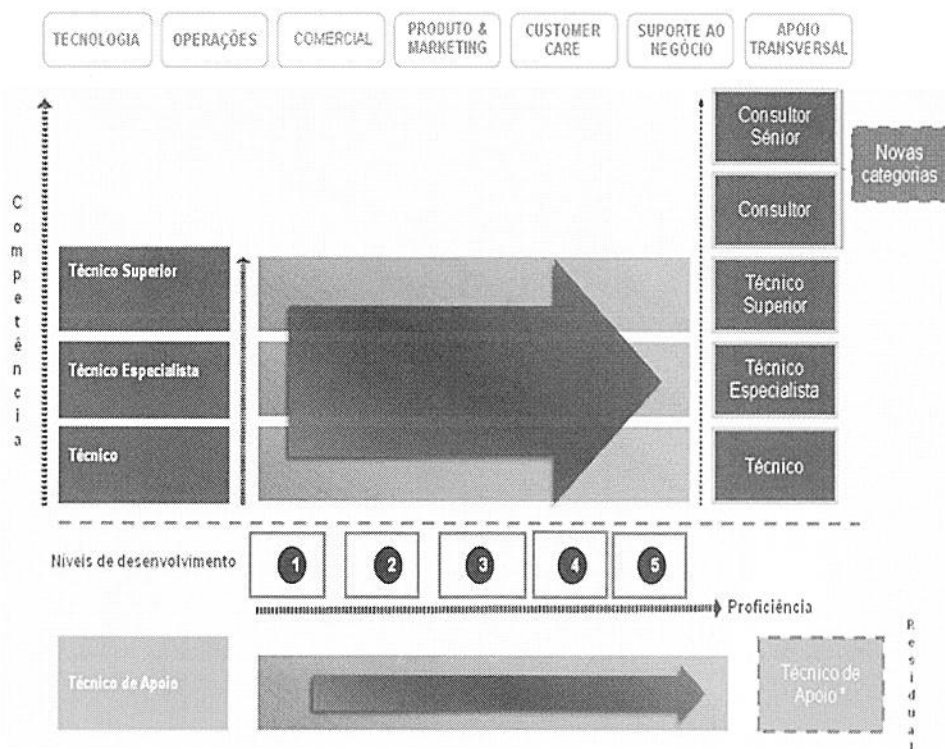 TECNOLOGIA
OPERAÇÕES
COMERCIAL
PRODUTO &
MARKETING
CUSTOMER
CARE
SUPORTE AO
NEGÓCIO
APOIO
TRANSVERSAL
Competência
Técnico Superior
Técnico Especialista
Técnico
Consultor
Sénior
Consultor
Técnico
Superior
Técnico
Especialista
Técnico
Novas
categorias
Níveis de desenvolvimento
1
2
3
4
5
Proficiência
Técnico de Apoio
Técnico de
Apoio *
Residual